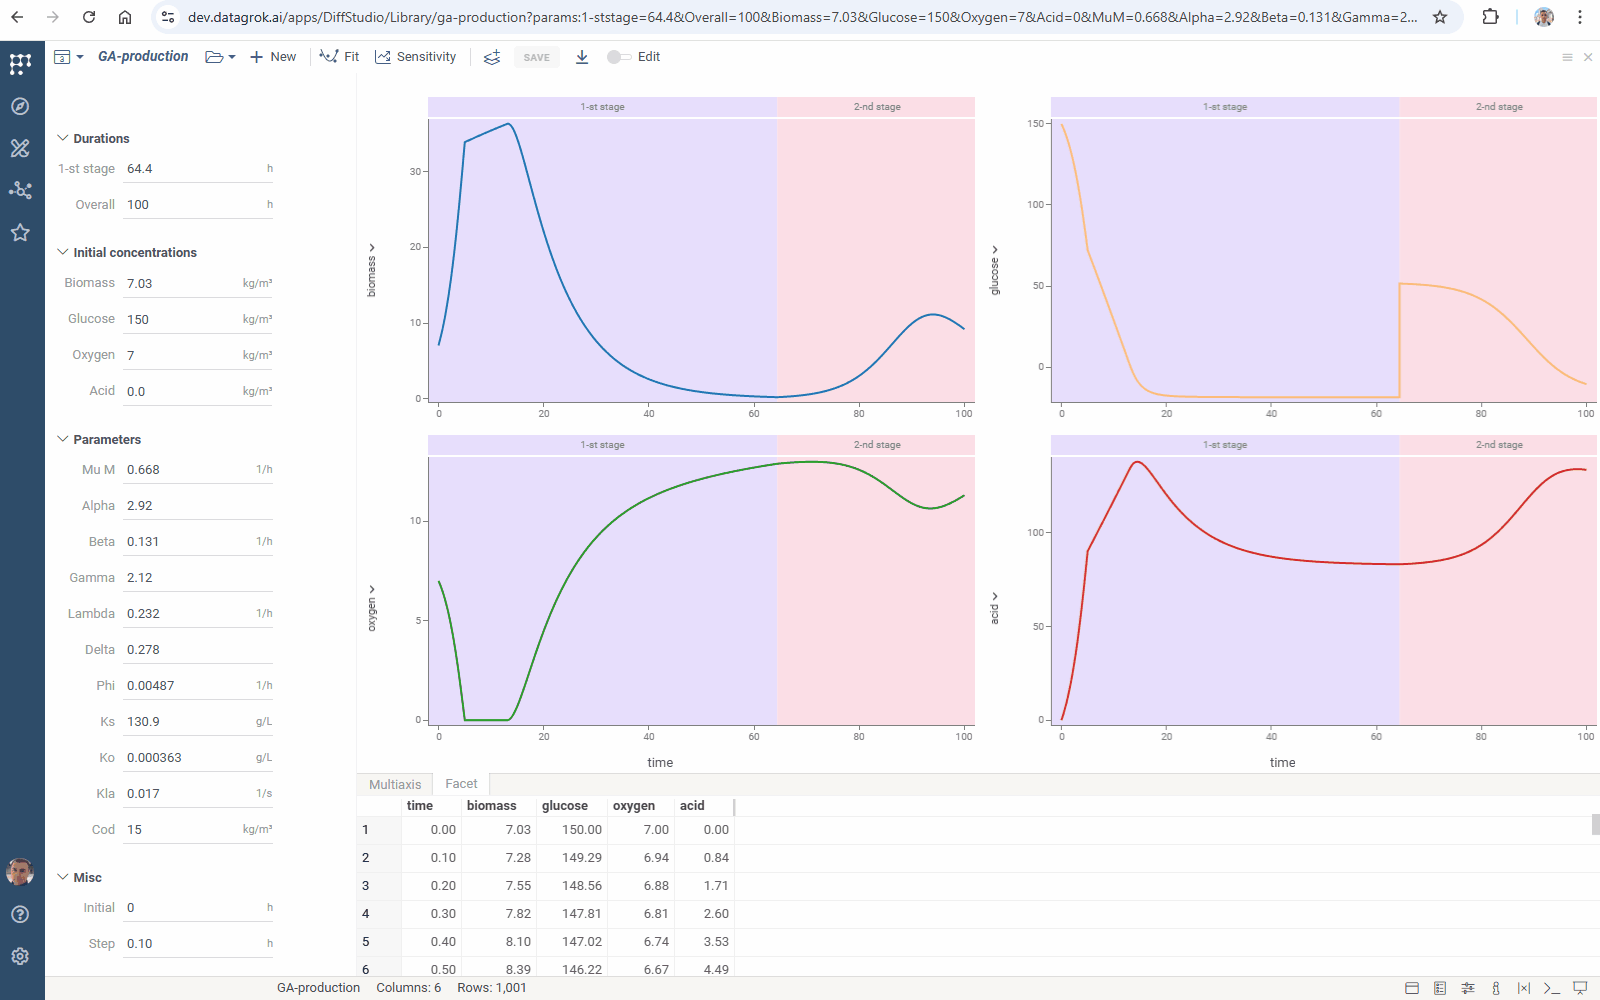 dev.datagrok.ai/apps/DiffStudio/Library/ga-production?params:1-ststage=64.4&Overall=100&Biomass=7.03&Glucose=150&Oxygen=7&Acid=0&MuM=0.668&Alpha=2.92&Beta=0.131&Gamma=2...
3 GA-production New Fit Sensitivity SAVE Edit
Durations
1-st stage 64.4 h
Overall 100 h
Initial concentrations
Biomass 7.03 kg/m³
Glucose 150 kg/m³
Oxygen 7 kg/m³
Acid 0.0 kg/m³
Parameters
Mu M 0.668 1/h
Alpha 2.92
Beta 0.131 1/h
Gamma 2.12
Lambda 0.232 1/h
Delta 0.278
Phi 0.00487 1/h
Ks 130.9 g/L
Ko 0.000363 g/L
Kla 0.017 1/s
Cod 15 kg/m³
Misc
Initial 0 h
Step 0.10 h
1-st stage 2-nd stage
biomass
30
20
10
0
0 20 40 60 80 100
1-st stage 2-nd stage
glucose
150
100
50
0
0 20 40 60 80 100
1-st stage 2-nd stage
oxygen
10
5
0
0 20 40 60 80 100
time
1-st stage 2-nd stage
acid
100
50
0
0 20 40 60 80 100
time
Multiaxis Facet
time biomass glucose oxygen acid
1 0.00 7.03 150.00 7.00 0.00
2 0.10 7.28 149.29 6.94 0.84
3 0.20 7.55 148.56 6.88 1.71
4 0.30 7.82 147.81 6.81 2.60
5 0.40 8.10 147.02 6.74 3.53
6 0.50 8.39 146.22 6.67 4.49
GA-production Columns: 6 Rows: 1,001